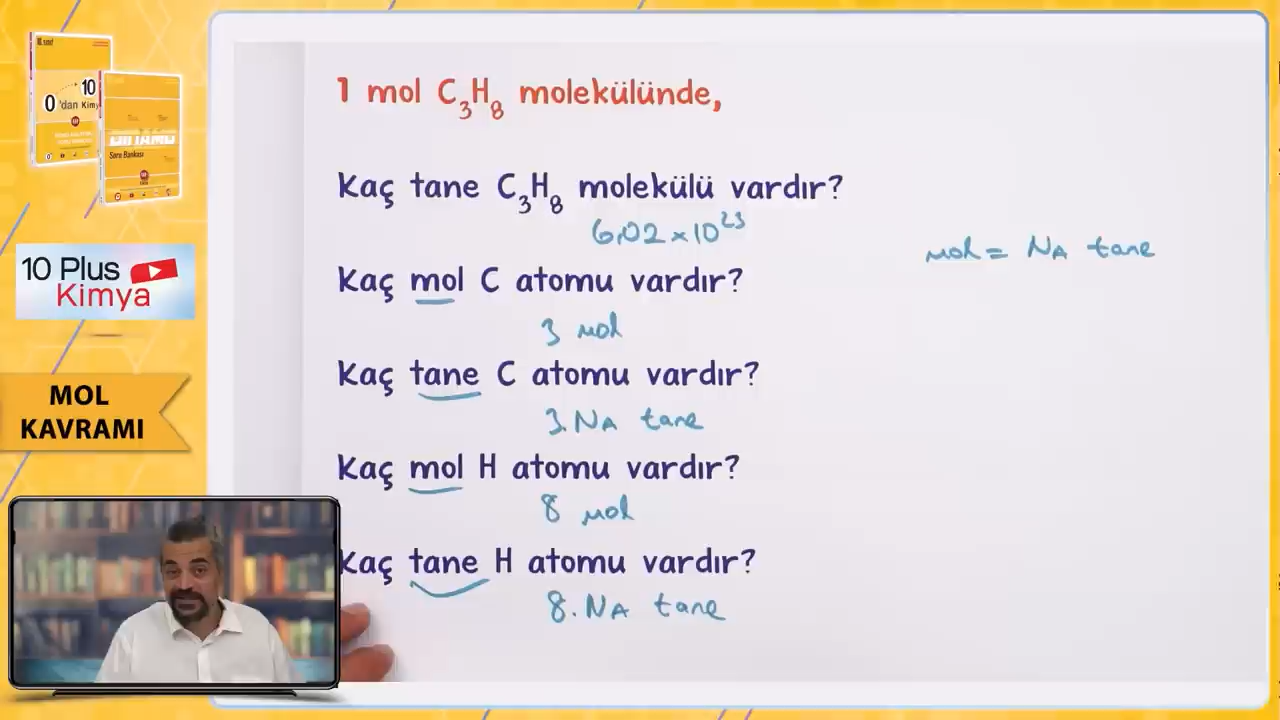 1 mol C₃H₈ molekülünde,
Kaç tane C₃H₈ molekülü vardır?
6,02 x 10²³
mol = NA tane
Kaç mol C atomu vardır?
3 mol
Kaç tane C atomu vardır?
3.NA tane
Kaç mol H atomu vardır?
8 mol
Kaç tane H atomu vardır?
8.NA tane
0'dan 10
Kimy
Soru Bankası
10 Plus
Kimya
MOL
KAVRAMI